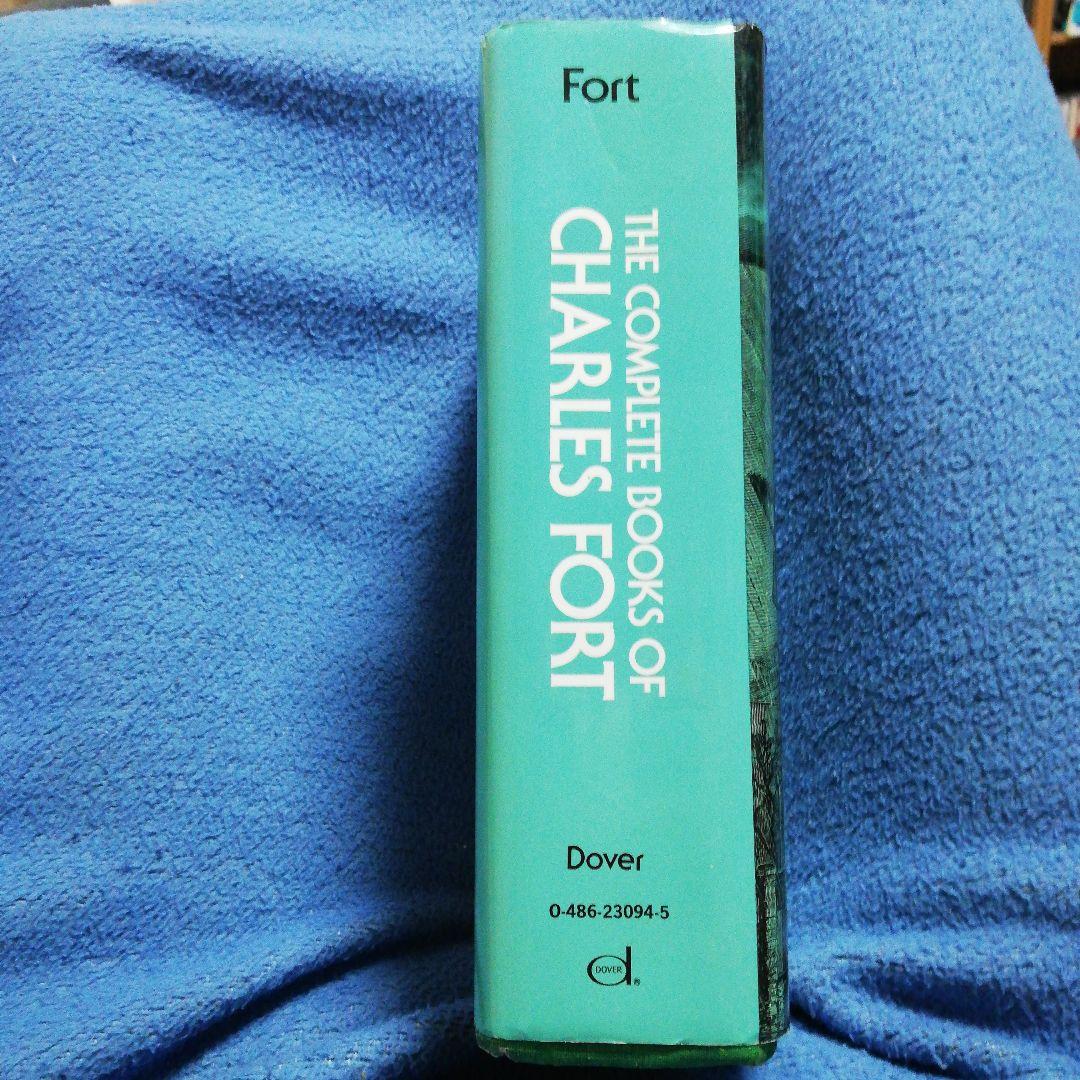 Fort
THE COMPLETE BOOKS OF
CHARLES FORT
Dover
0-486-23094-5
DOVER
d®